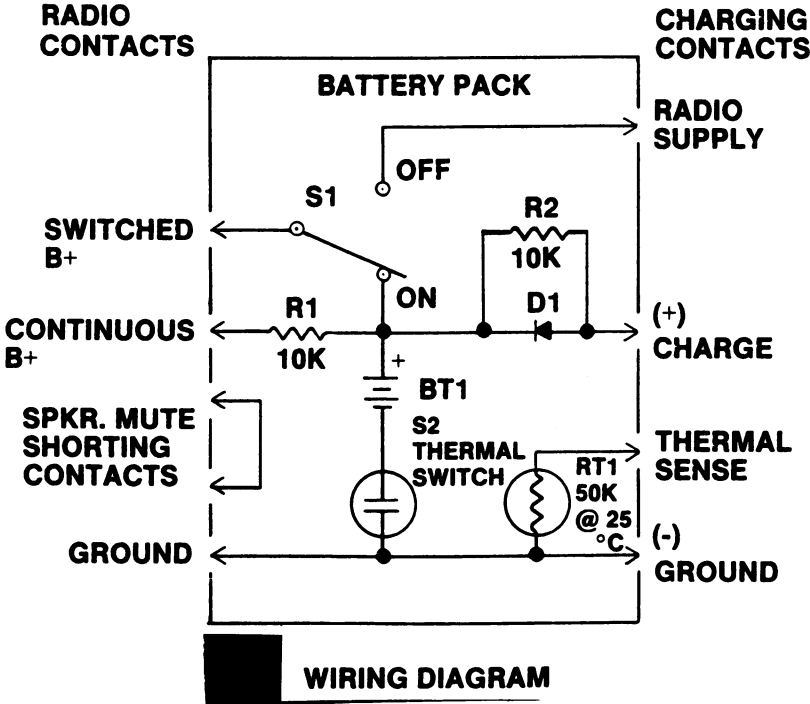 RADIO
CONTACTS
CHARGING
CONTACTS
BATTERY PACK
RADIO
SUPPLY
OFF
S1
SWITCHED
B+
R2
10K
ON
R1
10K
D1
CONTINUOUS
B+
(+)
CHARGE
+
BT1
SPKR. MUTE
SHORTING
CONTACTS
S2
THERMAL
SWITCH
RT1
50K
@ 25
°C
THERMAL
SENSE
GROUND
(-)
GROUND
WIRING DIAGRAM